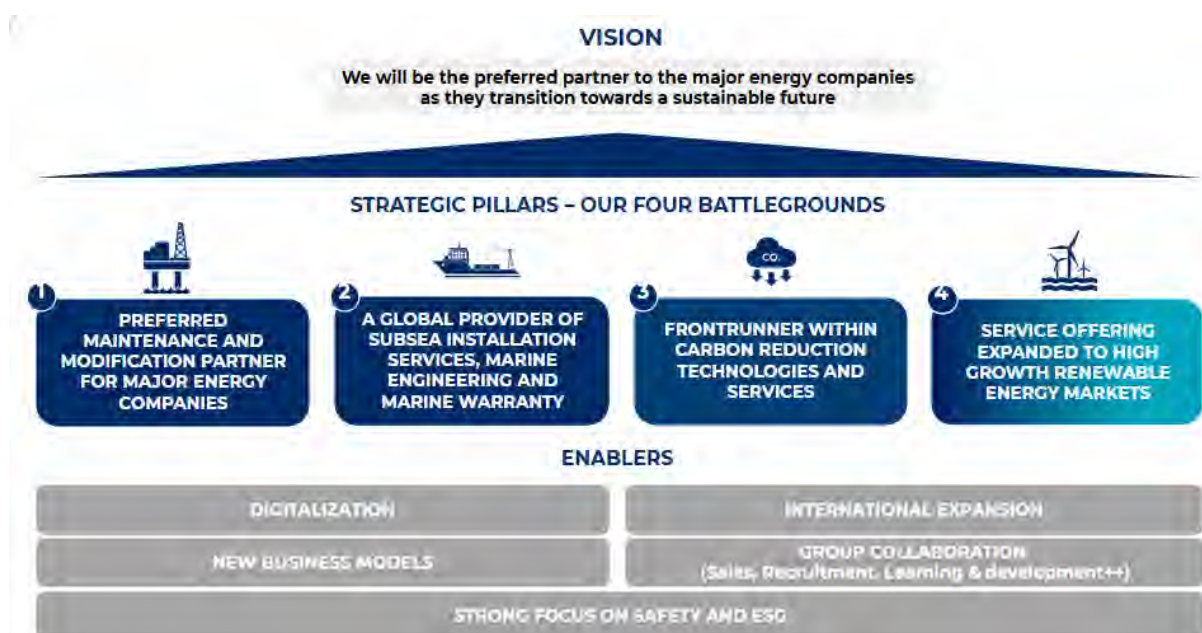 VISION
We will be the preferred partner to the major energy companies
as they transition towards a sustainable future
STRATEGIC PILLARS – OUR FOUR BATTLEGROUNDS
CO₂
1
PREFERRED
MAINTENANCE AND
MODIFICATION PARTNER
FOR MAJOR ENERGY
COMPANIES
2
A GLOBAL PROVIDER OF
SUBSEA INSTALLATION
SERVICES, MARINE
ENGINEERING AND
MARINE WARRANTY
3
FRONTRUNNER WITHIN
CARBON REDUCTION
TECHNOLOGIES AND
SERVICES
4
SERVICE OFFERING
EXPANDED TO HIGH
GROWTH RENEWABLE
ENERGY MARKETS
ENABLERS
DIGITALIZATION
INTERNATIONAL EXPANSION
NEW BUSINESS MODELS
GROUP COLLABORATION
(Sales, Recruitment, Learning & development++)
STRONG FOCUS ON SAFETY AND ESG